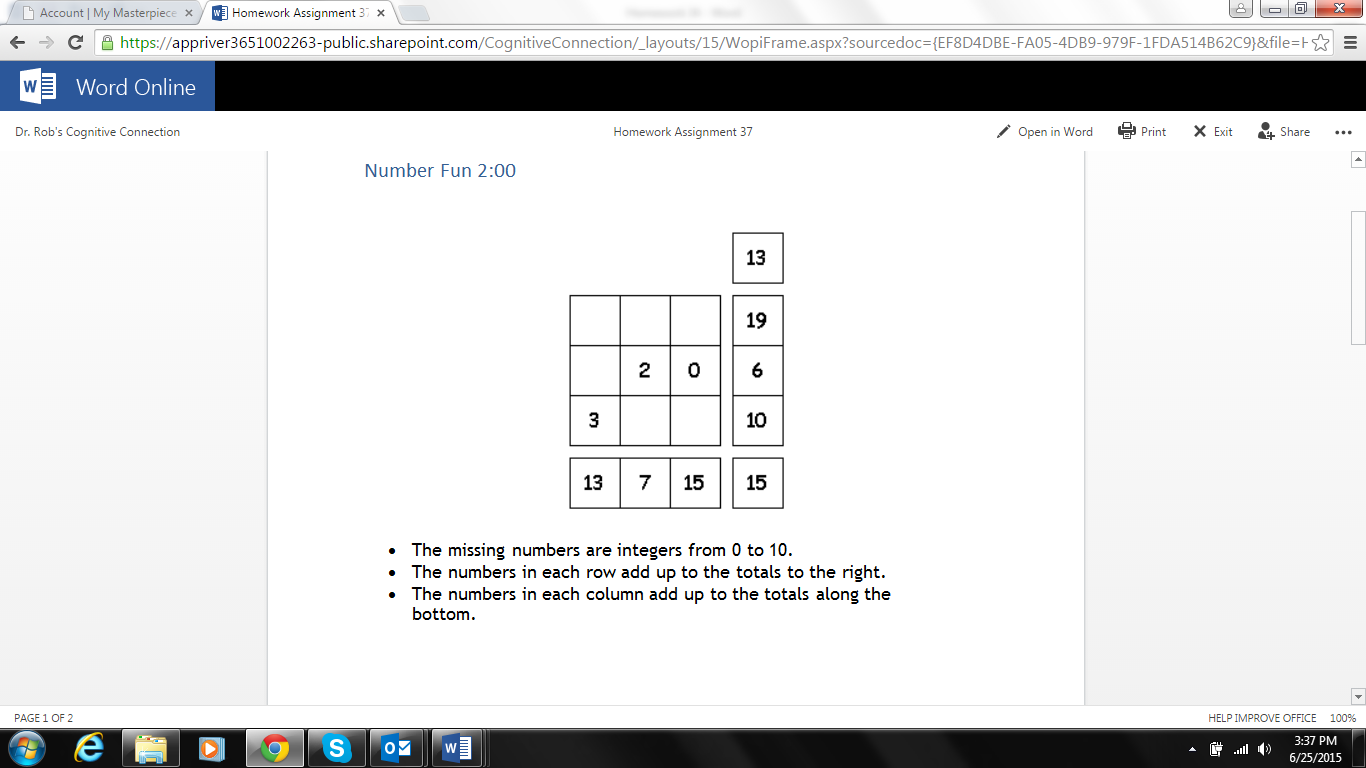 Account | My Masterpiece
Homework Assignment 37
https://appriver3651002263-public.sharepoint.com/CognitiveConnection/_layouts/15/WopiFrame.aspx?sourcedoc={EF8D4DBE-FA05-4DB9-979F-1FDA514B62C9}&file=H
W Word Online
Dr. Rob's Cognitive Connection
Homework Assignment 37
Open in Word
Print
Exit
Share
Number Fun 2:00
13
19
2 0 6
3 10
13 7 15 15
• The missing numbers are integers from 0 to 10.
• The numbers in each row add up to the totals to the right.
• The numbers in each column add up to the totals along the
bottom.
PAGE 1 OF 2
HELP IMPROVE OFFICE 100%
3:37 PM
6/25/2015